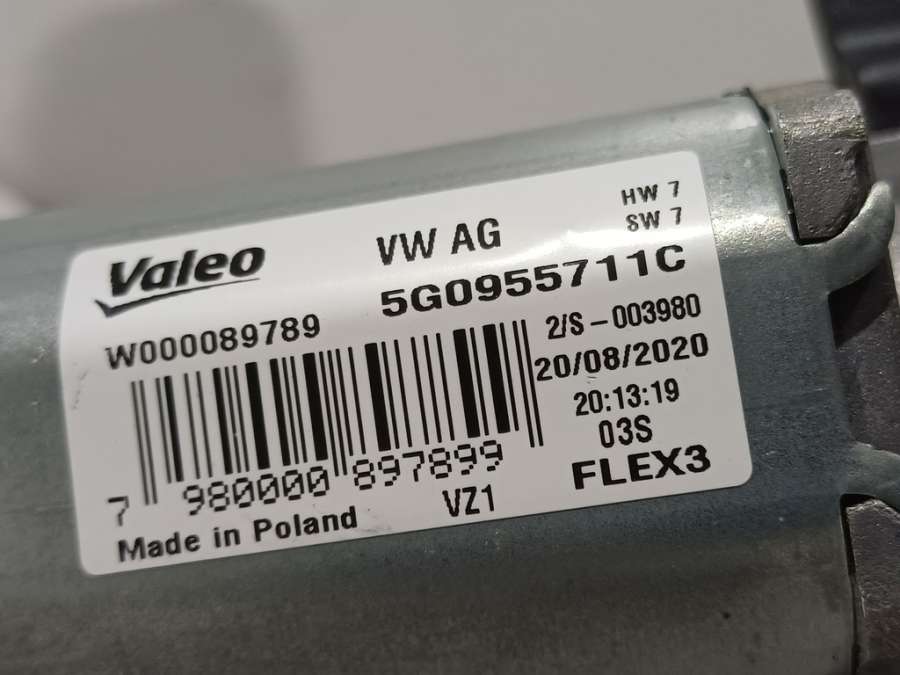 Valeo
VW AG
HW 7
SW 7
5G0955711C
W000089789
2/S-003980
20/08/2020
20:13:19
03S
FLEX3
7 980000 897899
VZ1
Made in Poland